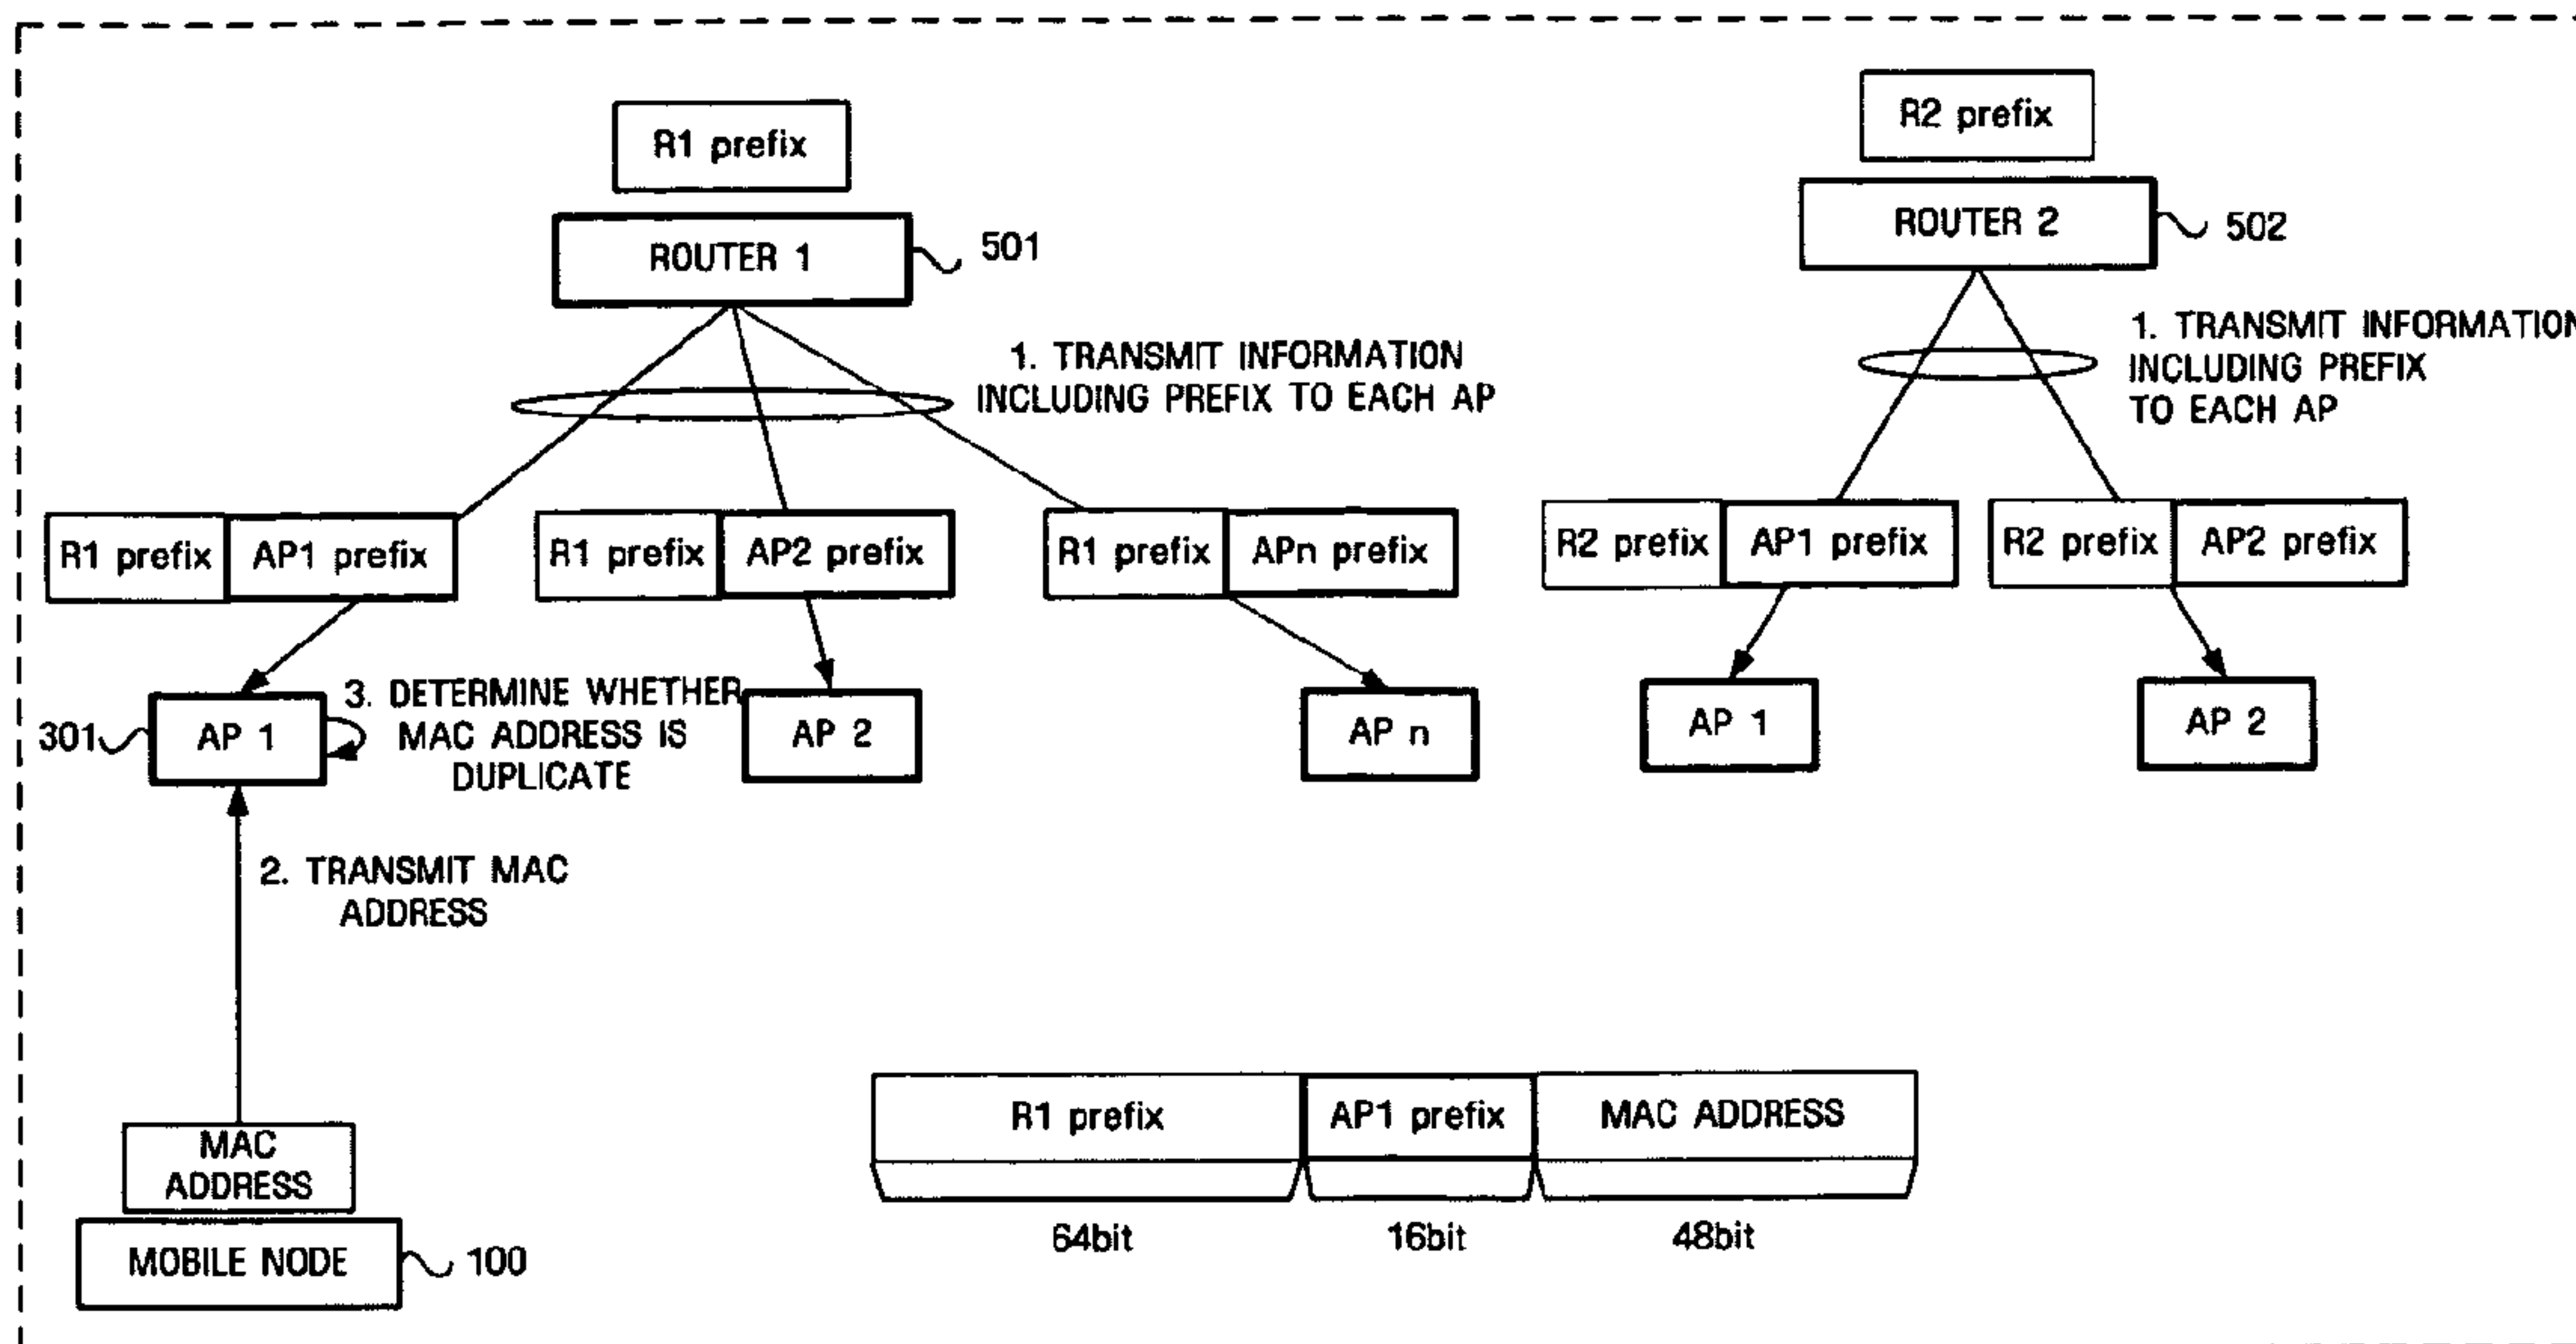 R1 prefix
R2 prefix
ROUTER 1
501
ROUTER 2
502
1. TRANSMIT INFORMATION
INCLUDING PREFIX TO EACH AP
1. TRANSMIT INFORMATION
INCLUDING PREFIX
TO EACH AP
R1 prefix AP1 prefix
R1 prefix AP2 prefix
R1 prefix APn prefix
R2 prefix AP1 prefix
R2 prefix AP2 prefix
301
AP 1
3. DETERMINE WHETHER
MAC ADDRESS IS
DUPLICATE
AP 2
AP n
AP 1
AP 2
2. TRANSMIT MAC
ADDRESS
MAC
ADDRESS
MOBILE NODE
100
R1 prefix AP1 prefix MAC ADDRESS
64bit 16bit 48bit